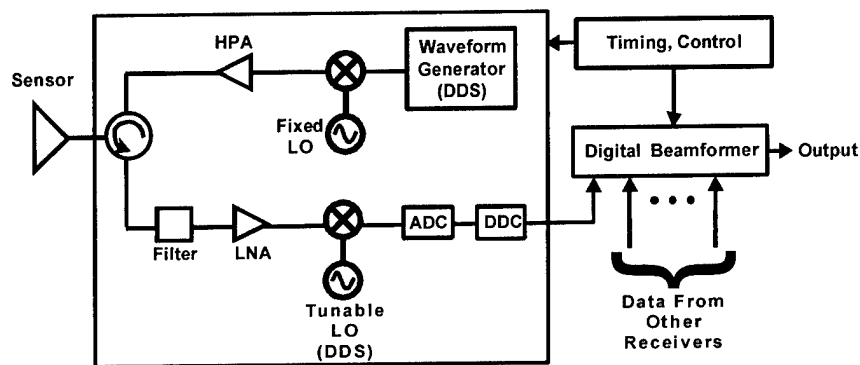 HPA
Waveform
Generator
(DDS)
Timing, Control
Sensor
Fixed
LO
Digital Beamformer
Output
Filter
LNA
ADC
DDC
Tunable
LO
(DDS)
Data From
Other
Receivers